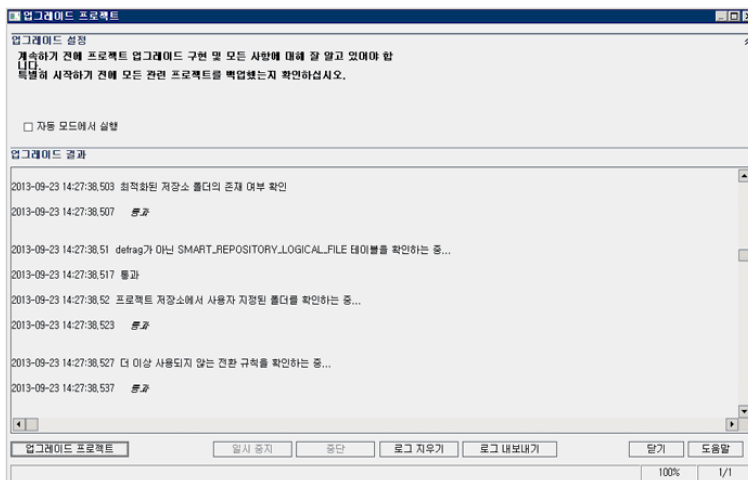 업그레이드 프로젝트
업그레이드 설정
계속하기 전에 프로젝트 업그레이드 구현 및 모든 사항에 대해 잘 알고 있어야 합
니다.
특별히 시작하기 전에 모든 관련 프로젝트를 백업했는지 확인하십시오.
자동 모드에서 실행
업그레이드 결과
2013-09-23 14:27:38,503 최적화된 저장소 폴더의 존재 여부 확인
2013-09-23 14:27:38,507 통과
2013-09-23 14:27:38,51 defrag가 아닌 SMART_REPOSITORY_LOGICAL_FILE 테이블을 확인하는 중...
2013-09-23 14:27:38,517 통과
2013-09-23 14:27:38,52 프로젝트 저장소에서 사용자 지정된 폴더를 확인하는 중...
2013-09-23 14:27:38,523 통과
2013-09-23 14:27:38,527 더 이상 사용되지 않는 전환 규칙을 확인하는 중...
2013-09-23 14:27:38,537 통과
업그레이드 프로젝트 일시 중지 중단 로그 지우기 로그 내보내기 닫기 도움말
100% 1/1